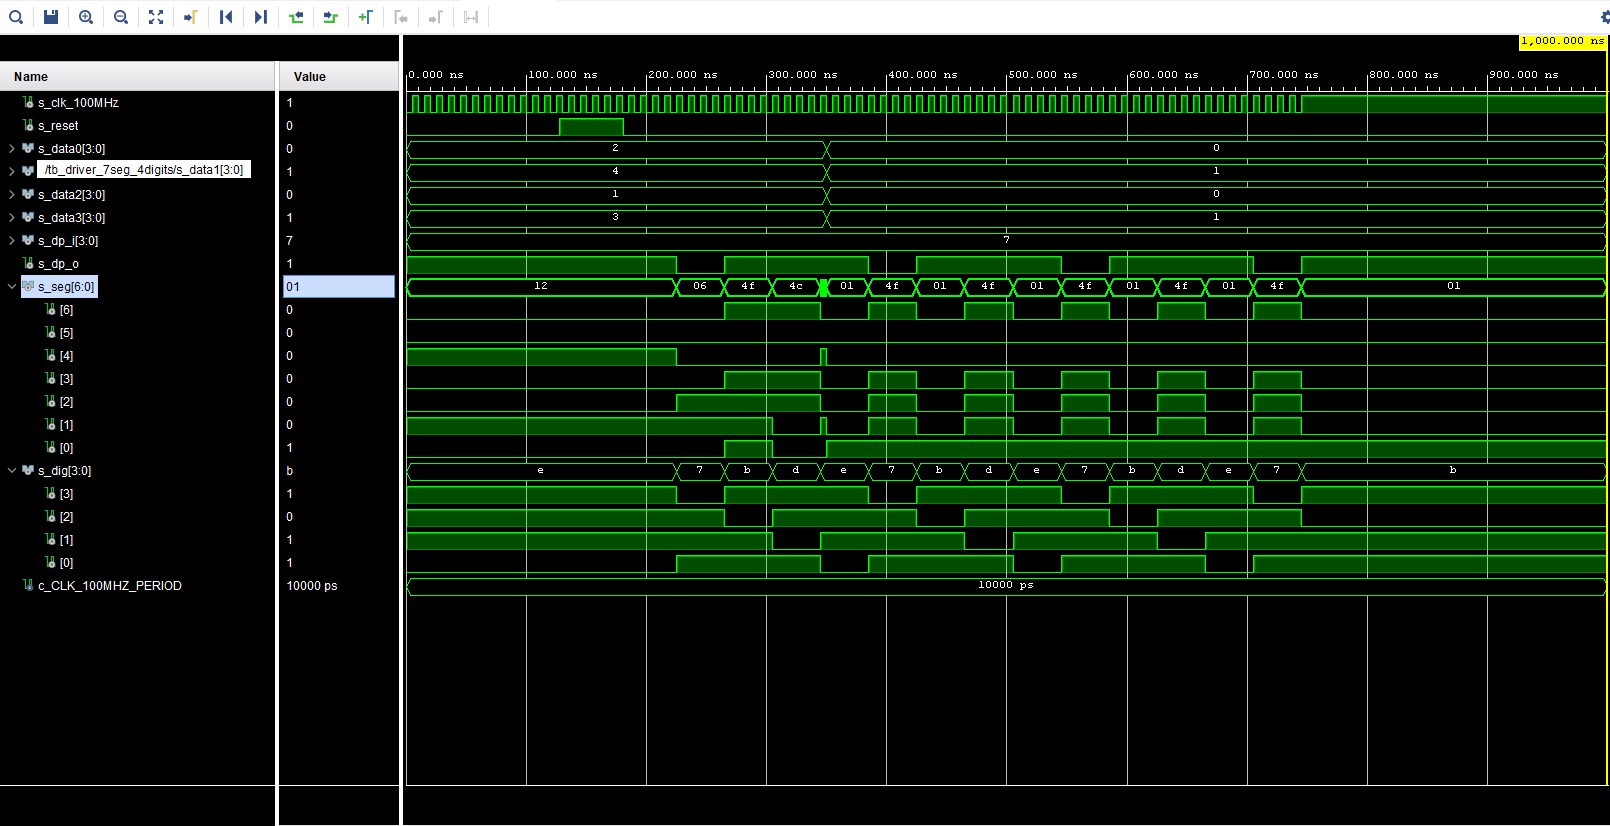 1,000.000 ns
Name Value 0.000 ns 100.000 ns 200.000 ns 300.000 ns 400.000 ns 500.000 ns 600.000 ns 700.000 ns 800.000 ns 900.000 ns
s_clk_100MHz 1
s_reset 0
s_data0[3:0] 0 2 0
/tb_driver_7seg_4digits/s_data1[3:0] 1 4 1
s_data2[3:0] 0 1 0
s_data3[3:0] 1 3 1
s_dp_i[3:0] 7 7
s_dp_o 1
s_seg[6:0] 01 12 06 4f 4c 01 4f 01 4f 01 4f 01 4f 01 4f 01
[6] 0
[5] 0
[4] 0
[3] 0
[2] 0
[1] 0
[0] 1
s_dig[3:0] b e 7 b d e 7 b d e 7 b d e 7 b
[3] 1
[2] 0
[1] 1
[0] 1
c_CLK_100MHZ_PERIOD 10000 ps 10000 ps